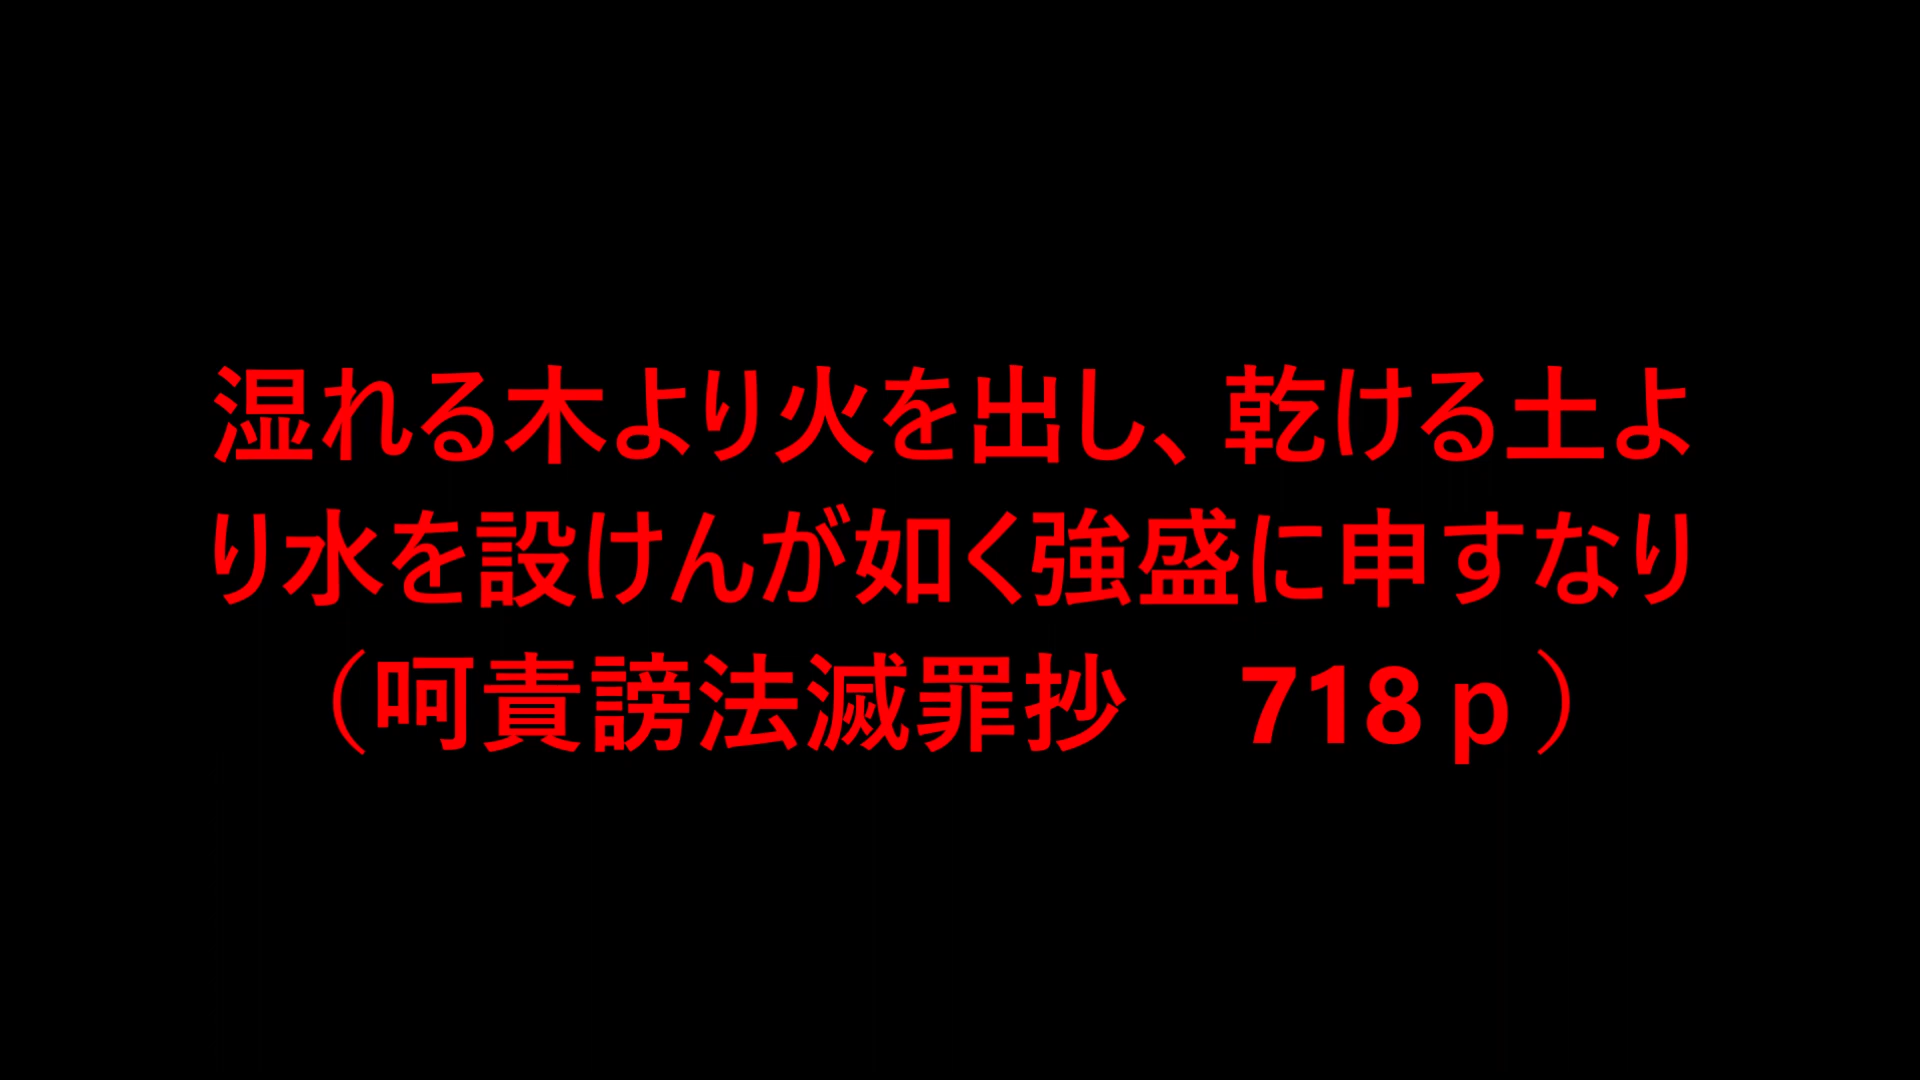 湿れる木より火を出し、乾ける土よ
り水を設けんが如く強盛に申すなり
（呵責謗法滅罪抄　718ｐ）